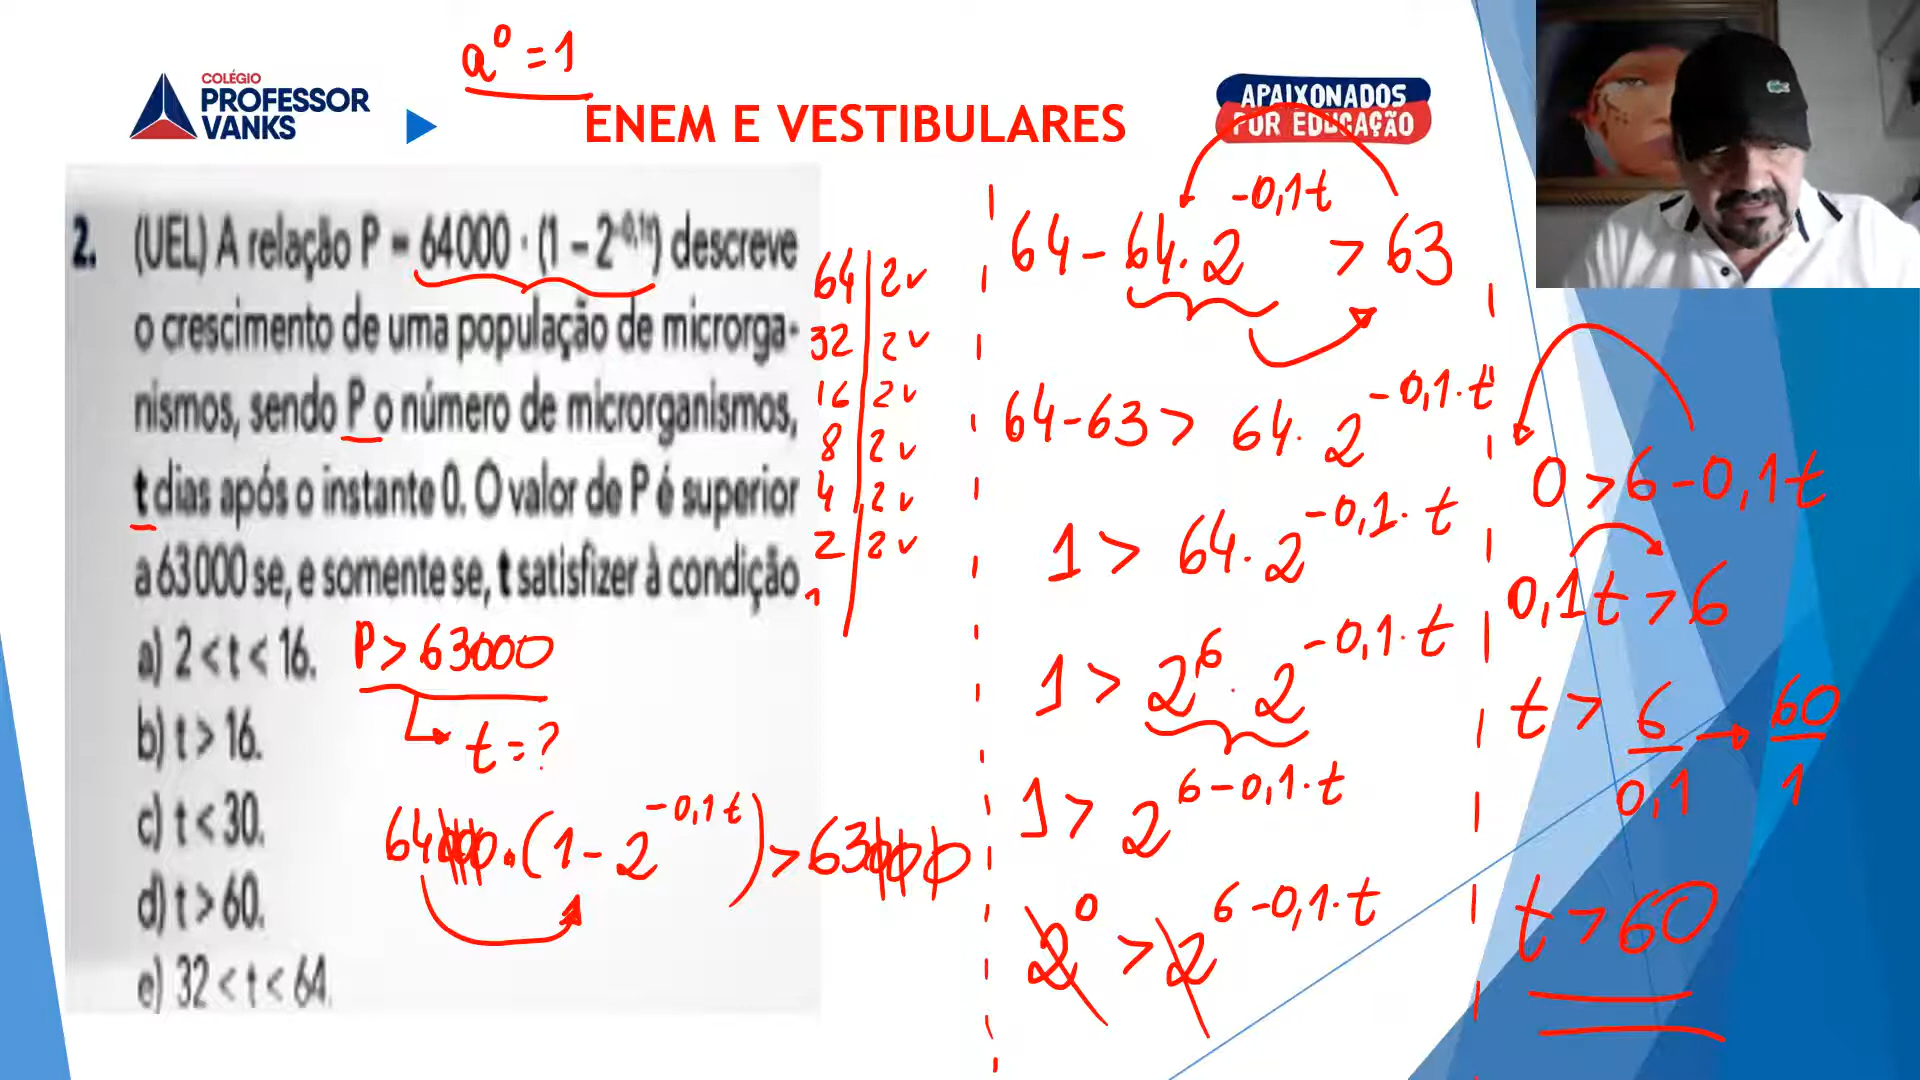 a⁰ = 1
COLÉGIO
PROFESSOR
VANKS
ENEM E VESTIBULARES
APAIXONADOS
POR EDUCAÇÃO
2. (UEL) A relação P = 64000 · (1 – 2⁻⁰,¹ᵗ) descreve
o crescimento de uma população de microrga-
nismos, sendo P o número de microrganismos,
t dias após o instante 0. O valor de P é superior
a 63000 se, e somente se, t satisfizer à condição
a) 2 < t < 16.
b) t > 16.
c) t < 30.
d) t > 60.
e) 32 < t < 64.
P > 63000
t = ?
64000 · (1 - 2^-0,1t) > 63000
64 | 2
32 | 2
16 | 2
8 | 2
4 | 2
2 | 2
1
64 - 64 · 2^-0,1t > 63
64 - 63 > 64 · 2^-0,1·t
1 > 64 · 2^-0,1·t
1 > 2^6 · 2^-0,1·t
1 > 2^6-0,1·t
2^0 > 2^6-0,1·t
0 > 6 - 0,1t
0,1t > 6
t > 6/0,1 → 60/1
t > 60